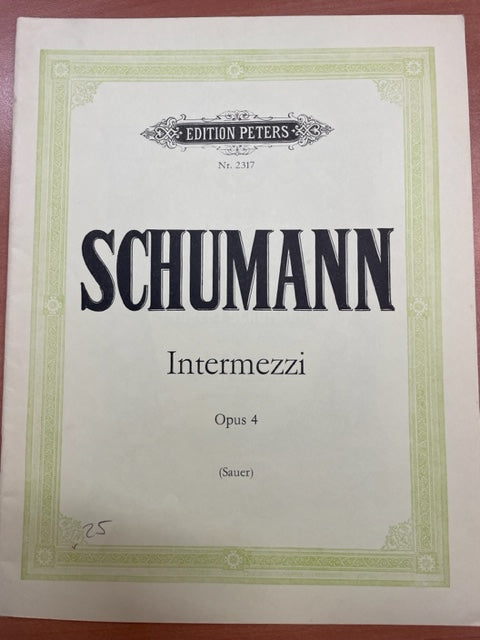 EDITION PETERS
Nr. 2317
SCHUMANN
Intermezzi
Opus 4
(Sauer)
25